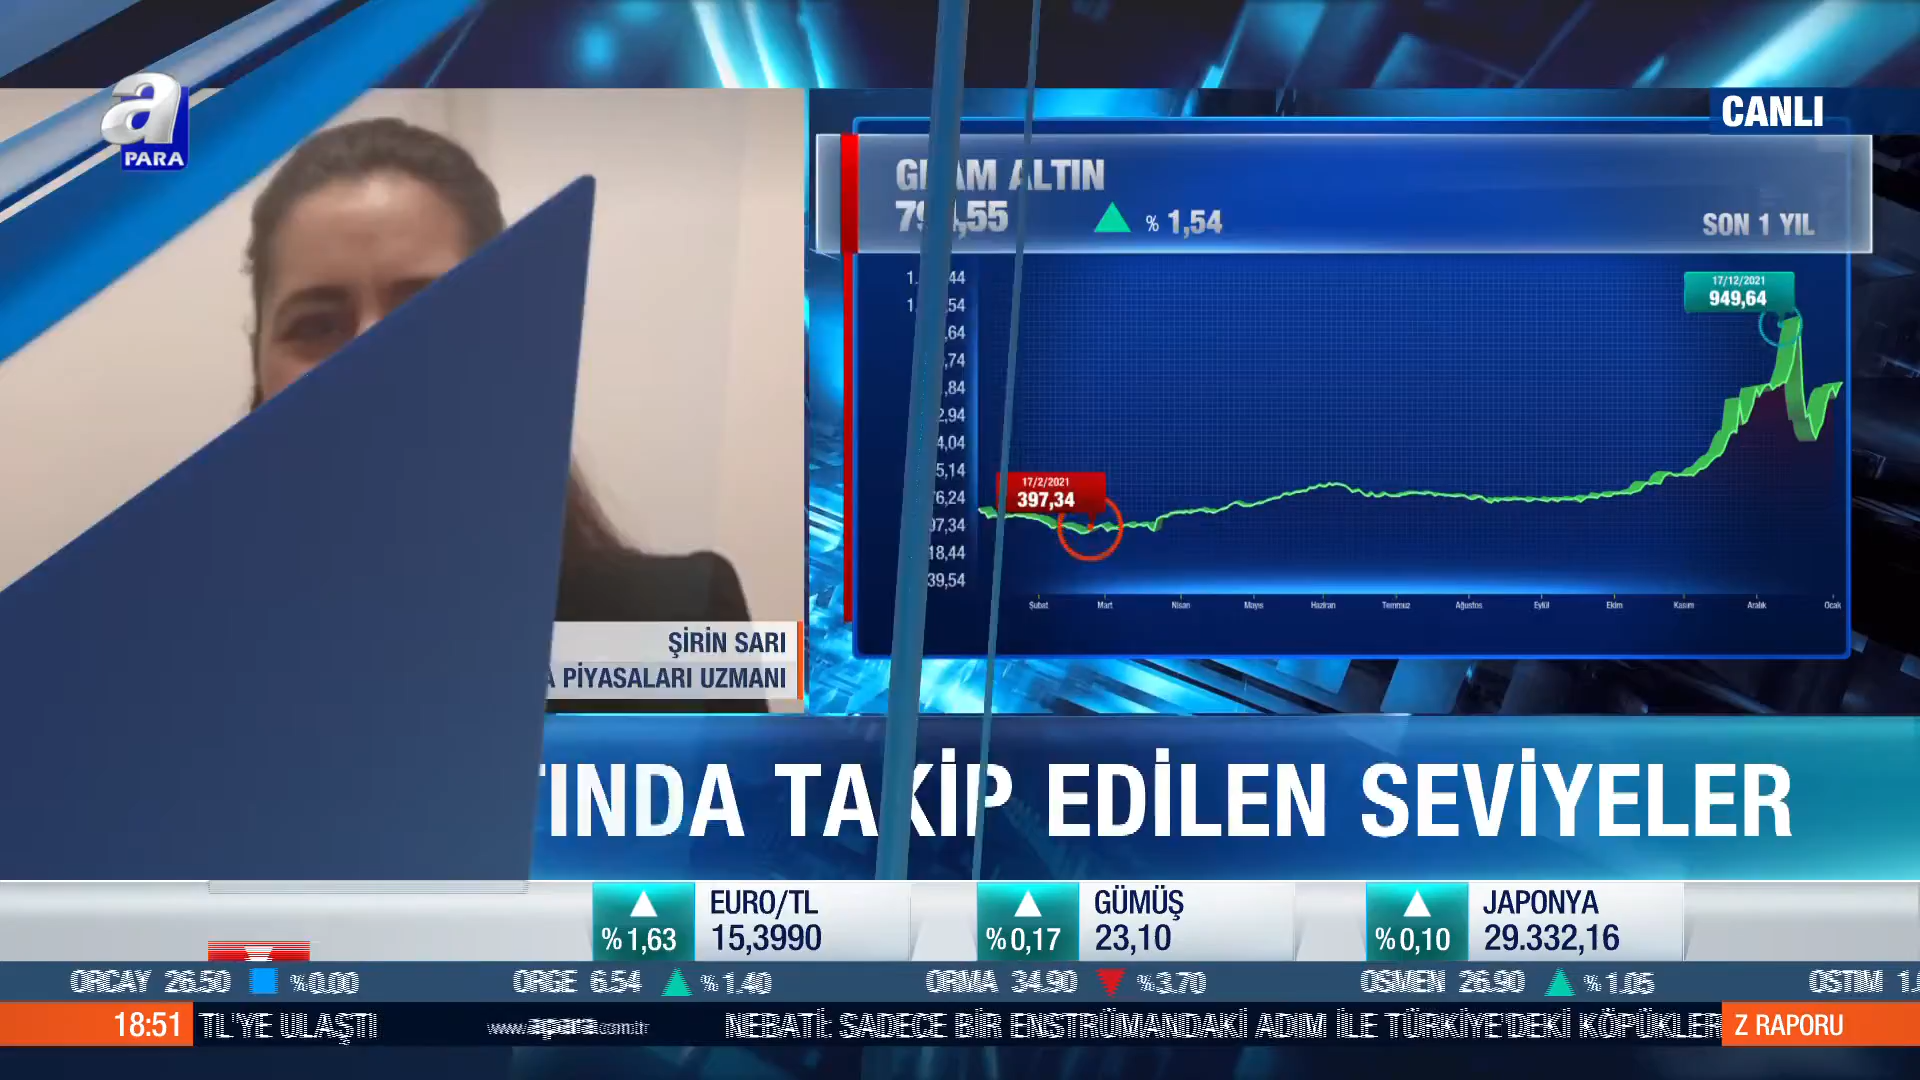 a
PARA
CANLI
ALTIN
% 1,54
SON 1 YIL
17/12/2021
949,64
17/2/2021
397,34
Şubat Mart Nisan Mayıs Haziran Temmuz Ağustos Eylül Ekim Kasım Aralık Ocak
ŞİRİN SARI
PİYASALARI UZMANI
TAKİP EDİLEN SEVİYELER
EURO/TL
%1,63 15,3990
GÜMÜŞ
%0,17 23,10
JAPONYA
%0,10 29.332,16
ORCAY 26.50 %0.00 ORGE 6.54 %1.40 ORMA 34.90 %3.70 OSMEN 26.90 %1.05 OSTIM
18:51 TL'YE ULAŞTI www.apara.com.tr NEBATİ: SADECE BİR ENSTRÜMANDAKİ ADIM İLE TÜRKİYE'DEKİ KÖPÜKLER Z RAPORU